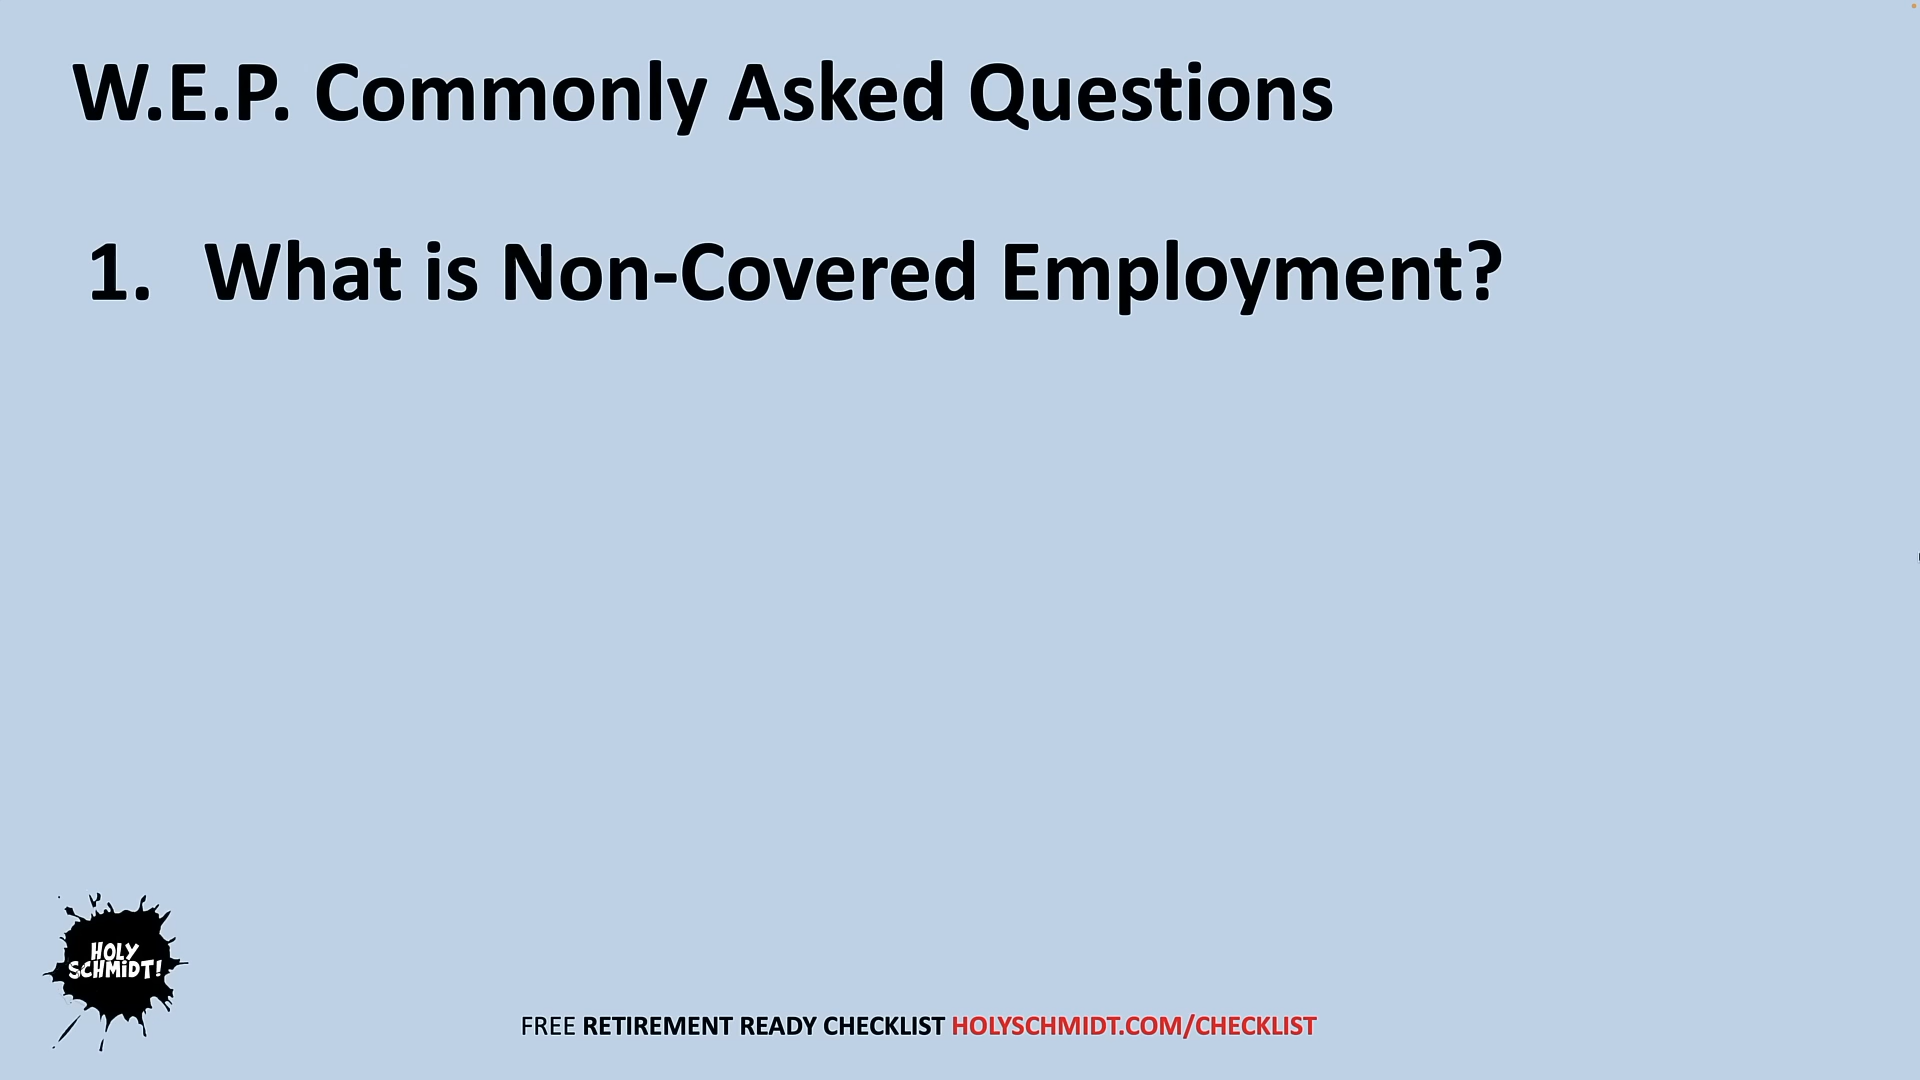 W.E.P. Commonly Asked Questions
1. What is Non-Covered Employment?
HOLY
SCHMiDT!
FREE RETIREMENT READY CHECKLIST HOLYSCHMIDT.COM/CHECKLIST